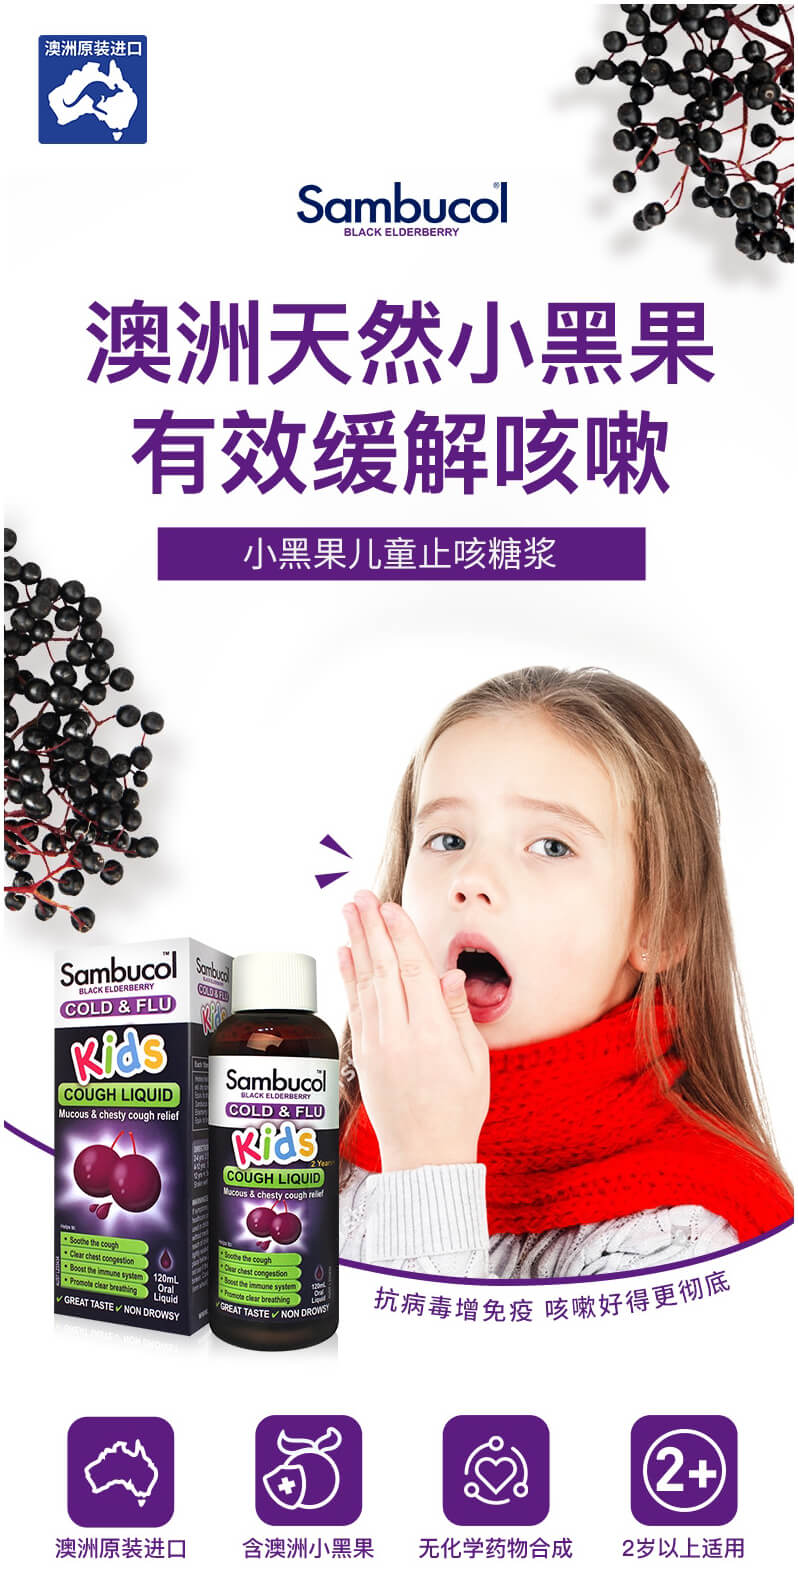 澳洲原装进口
Sambucol®
BLACK ELDERBERRY
澳洲天然小黑果
有效缓解咳嗽
小黑果儿童止咳糖浆
Sambucol™
BLACK ELDERBERRY
COLD & FLU
Kids
COUGH LIQUID
Mucous & chesty cough relief
Soothe the cough
Clear chest congestion
Boost the immune system
Promote clear breathing
120mL
Oral
Liquid
GREAT TASTE NON DROWSY
Sambucol
COLD & FLU
Sambucol
BLACK ELDERBERRY
COLD & FLU
Kids
2 Years+
COUGH LIQUID
Mucous & chesty cough relief
Soothe the cough
Clear chest congestion
Boost the immune system
Promote clear breathing
120mL
Oral
Liquid
GREAT TASTE NON DROWSY
抗病毒增免疫 咳嗽好得更彻底
2+
澳洲原装进口
含澳洲小黑果
无化学药物合成
2岁以上适用